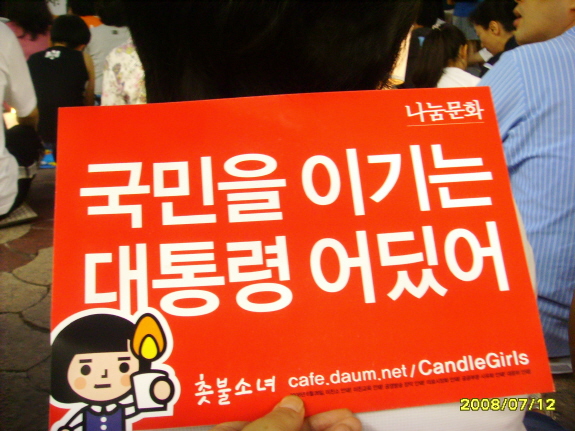 나눔문화
국민을 이기는
대통령 어딨어
촛불소녀 cafe.daum.net/CandleGirls
2008/07/12